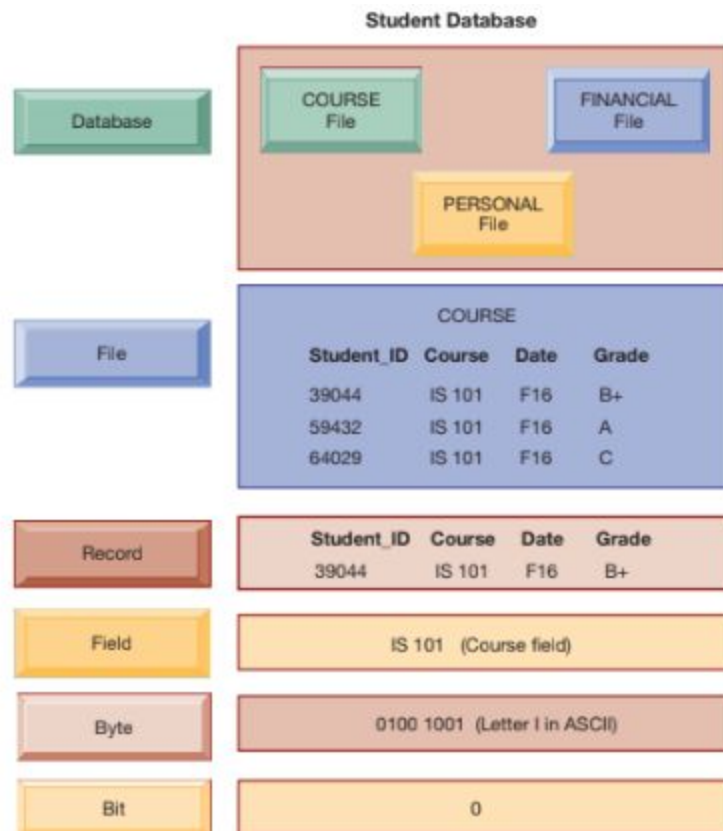 Student Database
Database
COURSE
File
FINANCIAL
File
PERSONAL
File
File
COURSE
Student_ID Course Date Grade
39044 IS 101 F16 B+
59432 IS 101 F16 A
64029 IS 101 F16 C
Record
Student_ID Course Date Grade
39044 IS 101 F16 B+
Field
IS 101 (Course field)
Byte
0100 1001 (Letter I in ASCII)
Bit
0